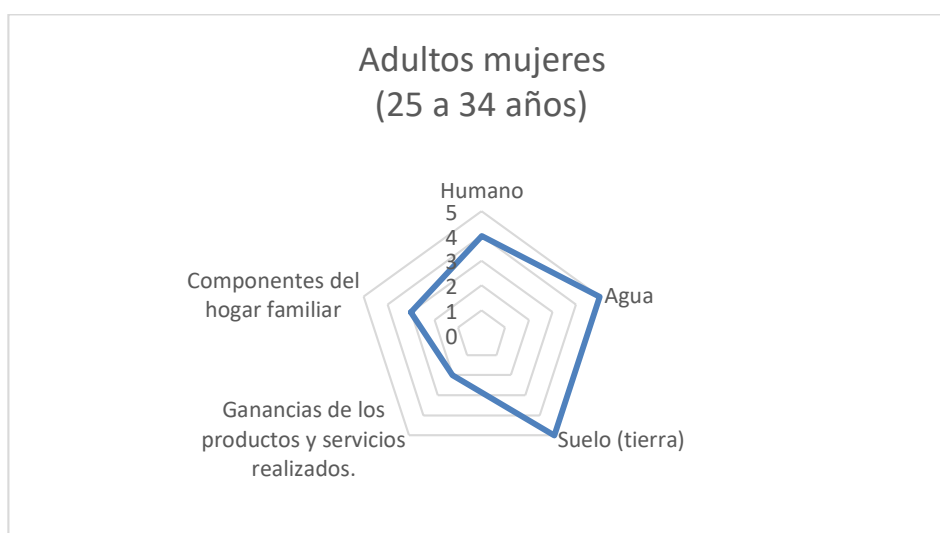 Adultos mujeres
(25 a 34 años)
Humano
5
4
3
2
1
0
Agua
Suelo (tierra)
Ganancias de los
productos y servicios
realizados.
Componentes del
hogar familiar